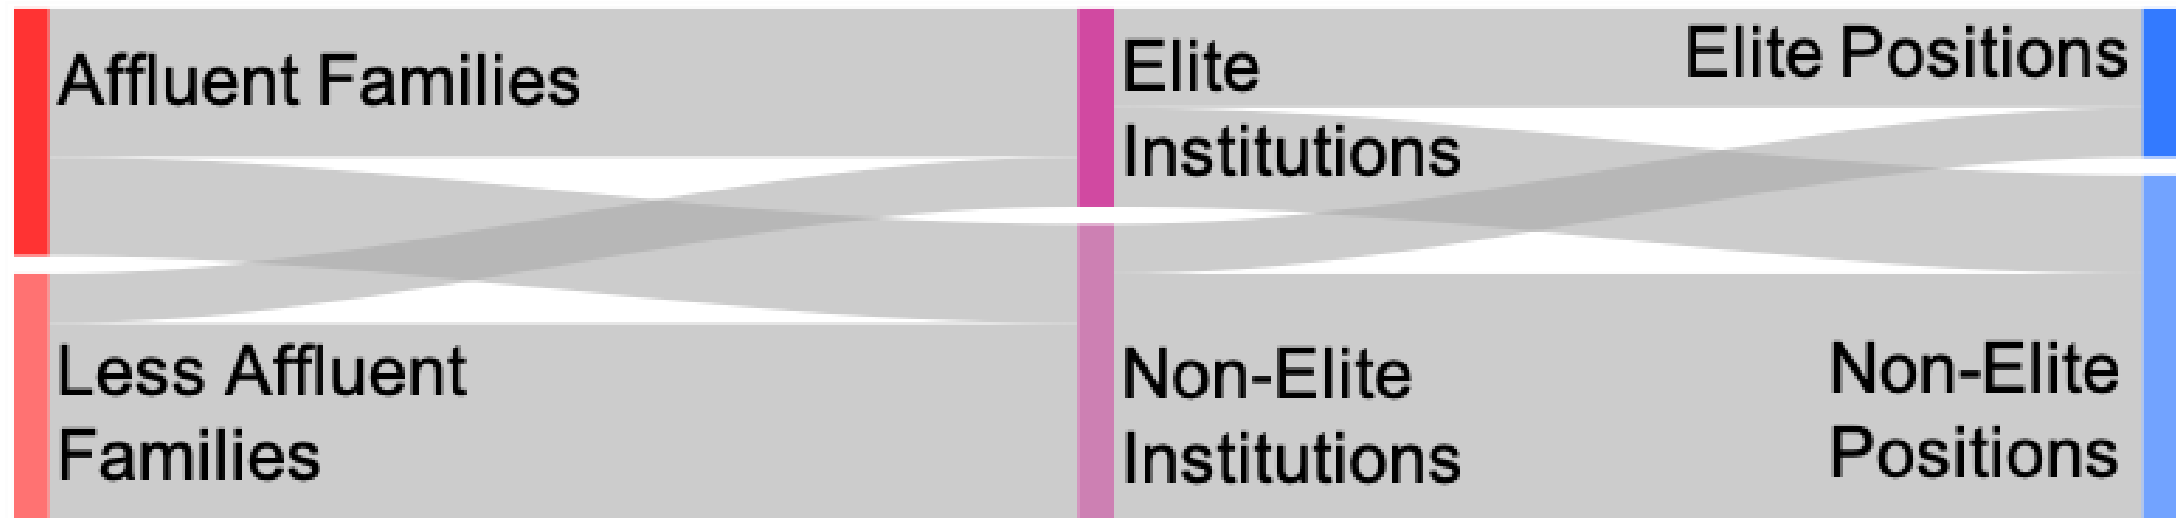 Affluent Families
Less Affluent
Families
Elite
Institutions
Non-Elite
Institutions
Elite Positions
Non-Elite
Positions